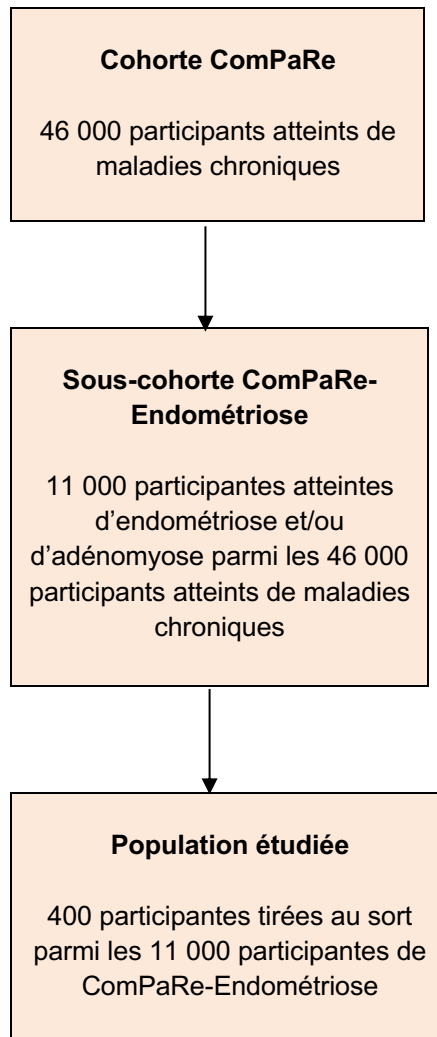 Cohorte ComPaRe
46 000 participants atteints de
maladies chroniques
Sous-cohorte ComPaRe-
Endométriose
11 000 participantes atteintes
d’endométriose et/ou
d’adénomyose parmi les 46 000
participants atteints de maladies
chroniques
Population étudiée
400 participantes tirées au sort
parmi les 11 000 participantes de
ComPaRe-Endométriose